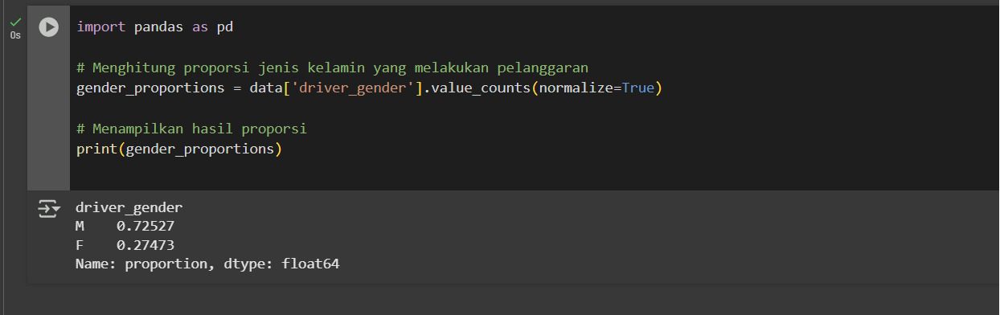 0s
import pandas as pd
# Menghitung proporsi jenis kelamin yang melakukan pelanggaran
gender_proportions = data['driver_gender'].value_counts(normalize=True)
# Menampilkan hasil proporsi
print(gender_proportions)
driver_gender
M    0.72527
F    0.27473
Name: proportion, dtype: float64